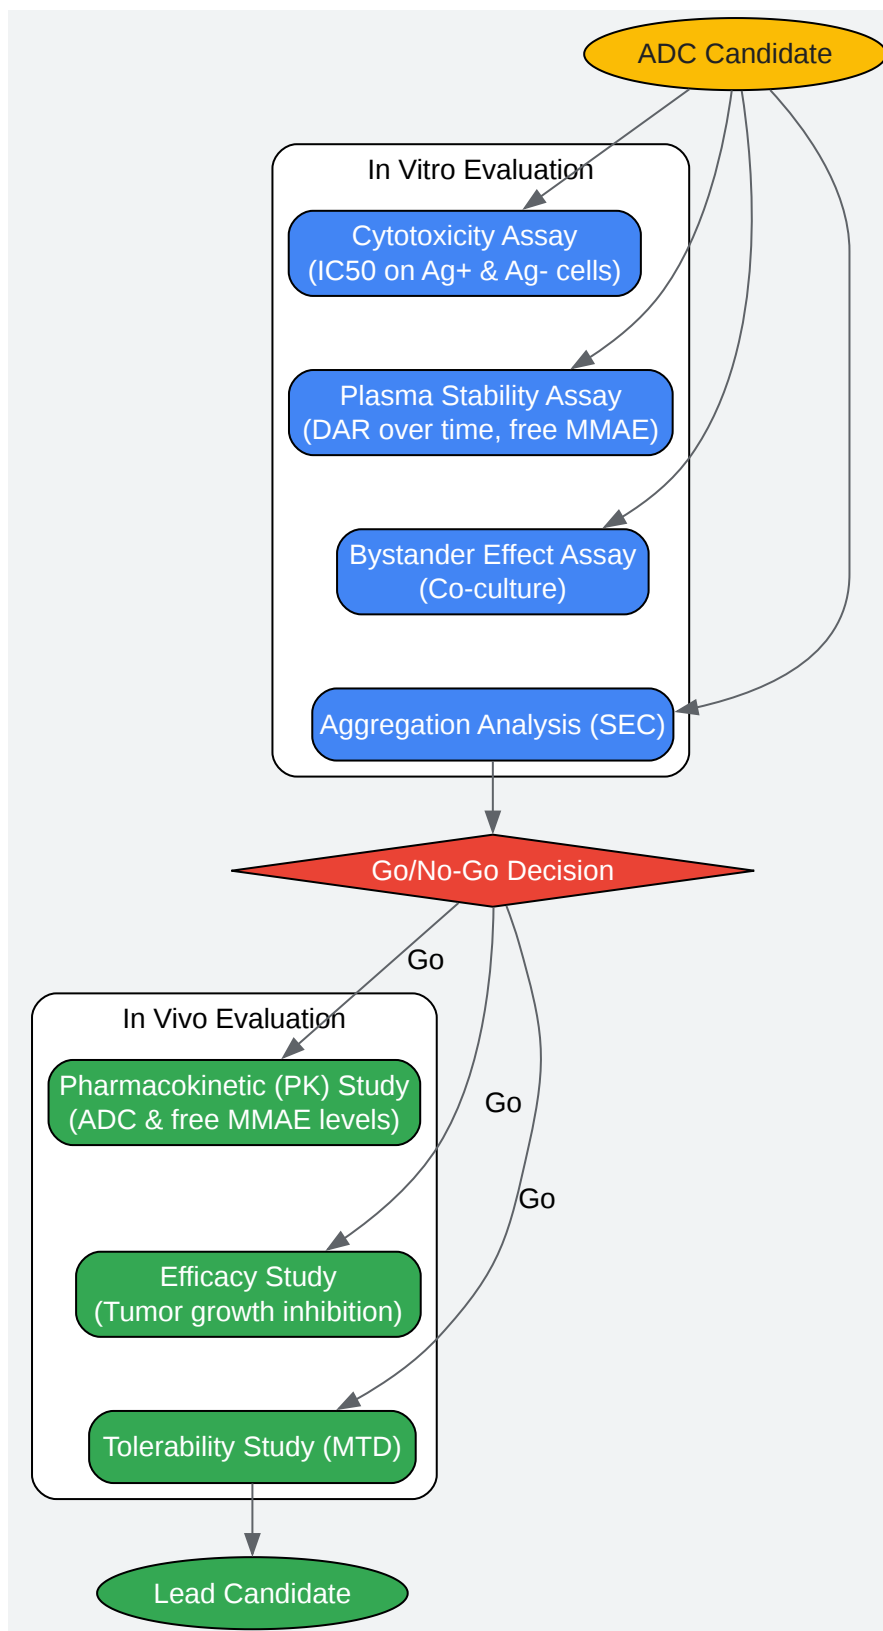 ADC Candidate
In Vitro Evaluation
Cytotoxicity Assay
(IC50 on Ag+ & Ag- cells)
Plasma Stability Assay
(DAR over time, free MMAE)
Bystander Effect Assay
(Co-culture)
Aggregation Analysis (SEC)
Go/No-Go Decision
Go
In Vivo Evaluation
Pharmacokinetic (PK) Study
(ADC & free MMAE levels)
Go
Go
Efficacy Study
(Tumor growth inhibition)
Tolerability Study (MTD)
Lead Candidate